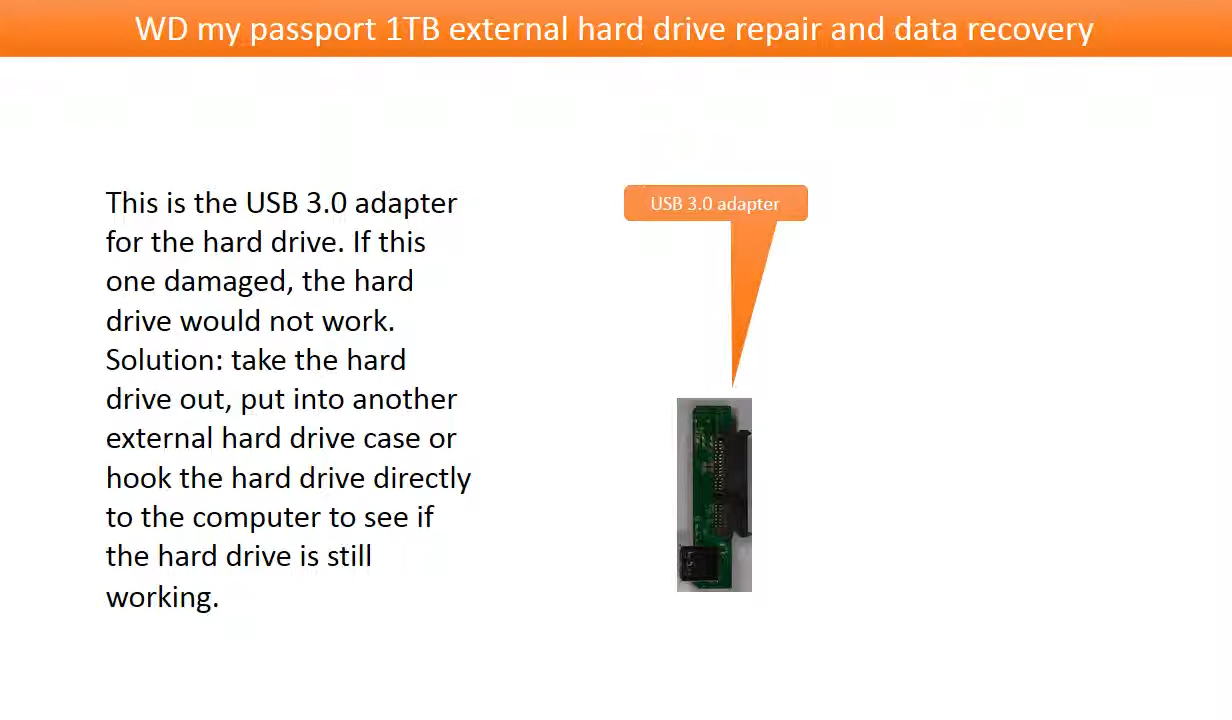 WD my passport 1TB external hard drive repair and data recovery
This is the USB 3.0 adapter
for the hard drive. If this
one damaged, the hard
drive would not work.
Solution: take the hard
drive out, put into another
external hard drive case or
hook the hard drive directly
to the computer to see if
the hard drive is still
working.
USB 3.0 adapter